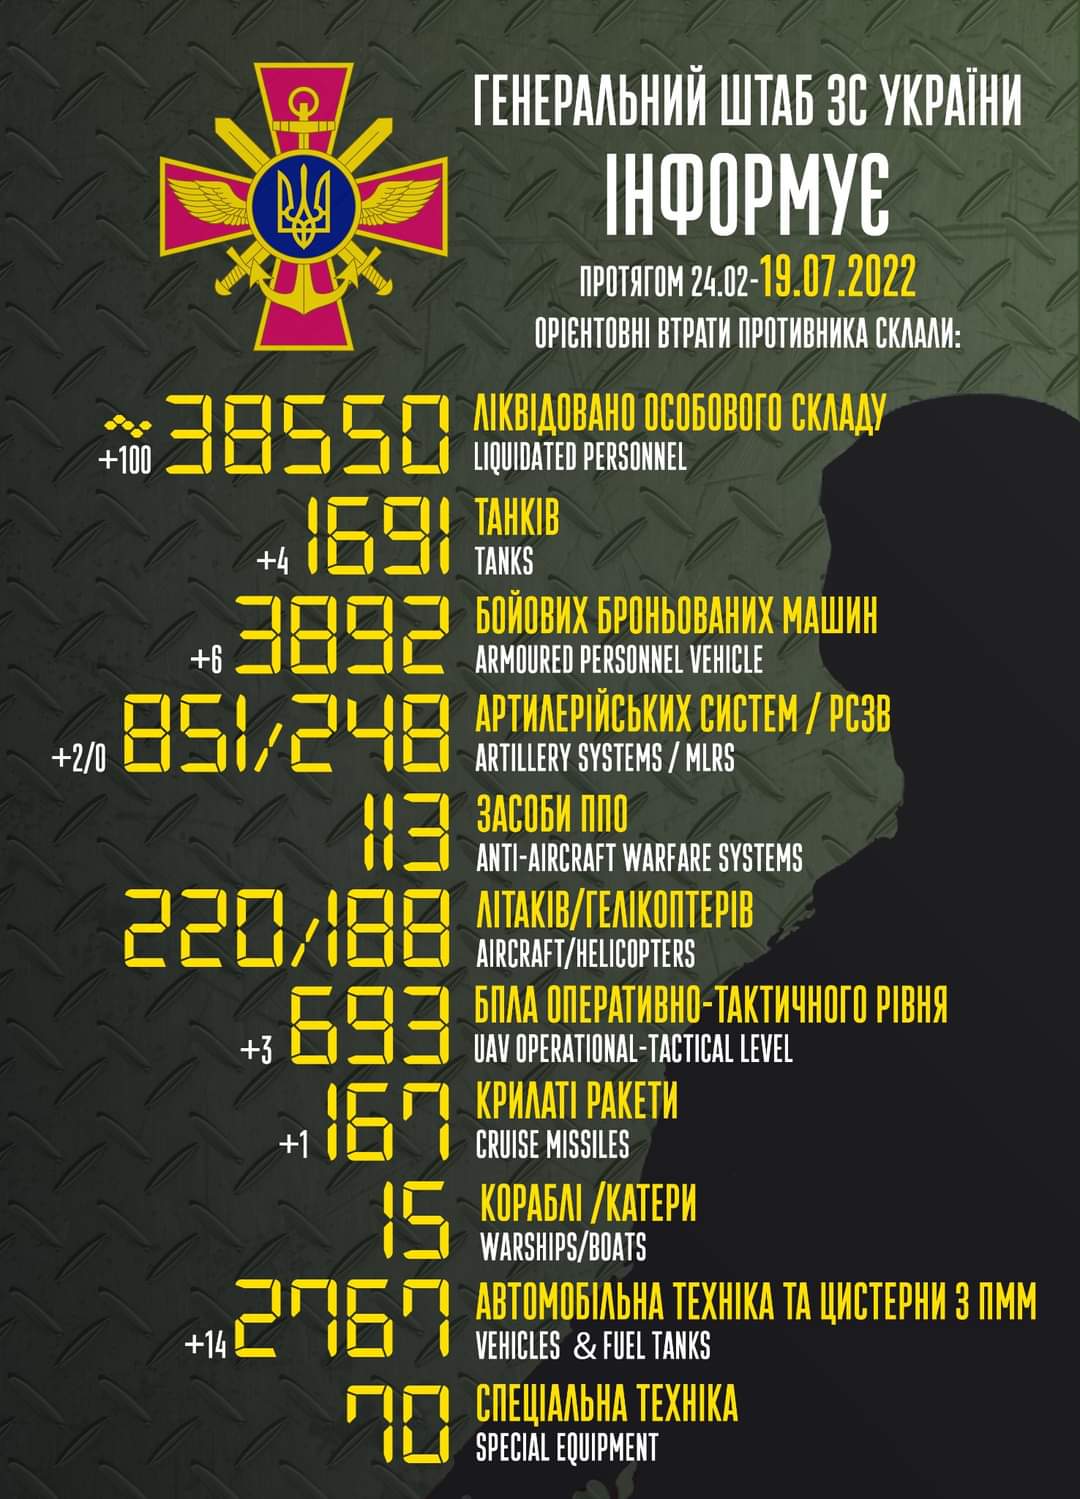 ГЕНЕРАЛЬНИЙ ШТАБ ЗС УКРАЇНИ
ІНФОРМУЄ
ПРОТЯГОМ 24.02-19.07.2022
ОРІЄНТОВНІ ВТРАТИ ПРОТИВНИКА СКЛАЛИ:
~38550 ЛІКВІДОВАНО ОСОБОВОГО СКЛАДУ
+100 LIQUIDATED PERSONNEL
1691 ТАНКІВ
+4 TANKS
3892 БОЙОВИХ БРОНЬОВАНИХ МАШИН
+6 ARMOURED PERSONNEL VEHICLE
851/248 АРТИЛЕРІЙСЬКИХ СИСТЕМ / РСЗВ
+2/0 ARTILLERY SYSTEMS / MLRS
113 ЗАСОБИ ППО
ANTI-AIRCRAFT WARFARE SYSTEMS
220/188 ЛІТАКІВ/ГЕЛІКОПТЕРІВ
AIRCRAFT/HELICOPTERS
693 БПЛА ОПЕРАТИВНО-ТАКТИЧНОГО РІВНЯ
+3 UAV OPERATIONAL-TACTICAL LEVEL
167 КРИЛАТІ РАКЕТИ
+1 CRUISE MISSILES
15 КОРАБЛІ /КАТЕРИ
WARSHIPS/BOATS
2767 АВТОМОБІЛЬНА ТЕХНІКА ТА ЦИСТЕРНИ З ПММ
+14 VEHICLES & FUEL TANKS
70 СПЕЦІАЛЬНА ТЕХНІКА
SPECIAL EQUIPMENT